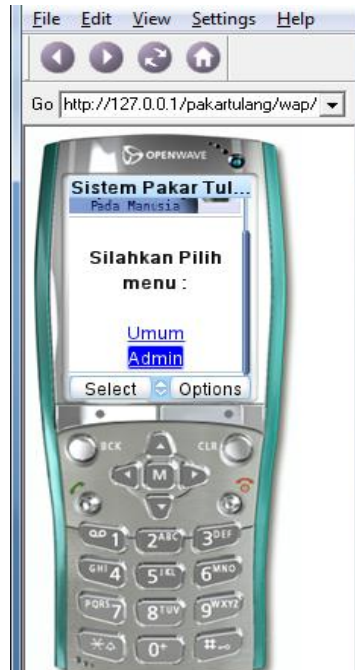 File Edit View Settings Help
Go http://127.0.0.1/pakartulang/wap/
OPENWAVE
Sistem Pakar Tul...
Pada Manusia
Silahkan Pilih
menu :
Umum
Admin
Select Options
BCK CLR
M
1 2ABC 3DEF
GHI4 5JKL 6MNO
PQRS7 8TUV 9WXYZ
* 0+ #